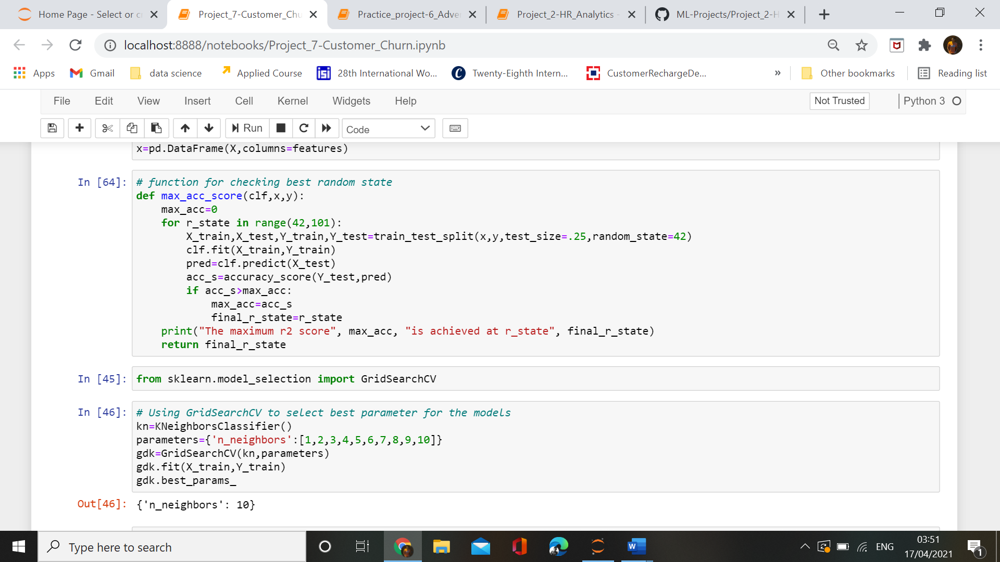 Home Page - Select or c
Project_7-Customer_Chu
Practice_project-6_Adve
Project_2-HR_Analytics -
ML-Projects/Project_2-H
localhost:8888/notebooks/Project_7-Customer_Churn.ipynb
Apps
Gmail
data science
Applied Course
28th International Wo...
Twenty-Eighth Intern...
CustomerRechargeDe...
»
Other bookmarks
Reading list
File Edit View Insert Cell Kernel Widgets Help
Not Trusted
Python 3
Run
Code
x=pd.DataFrame(X,columns=features)
In [64]:
# function for checking best random state
def max_acc_score(clf,x,y):
    max_acc=0
    for r_state in range(42,101):
        X_train,X_test,Y_train,Y_test=train_test_split(x,y,test_size=.25,random_state=42)
        clf.fit(X_train,Y_train)
        pred=clf.predict(X_test)
        acc_s=accuracy_score(Y_test,pred)
        if acc_s>max_acc:
            max_acc=acc_s
            final_r_state=r_state
    print("The maximum r2 score", max_acc, "is achieved at r_state", final_r_state)
    return final_r_state
In [45]:
from sklearn.model_selection import GridSearchCV
In [46]:
# Using GridSearchCV to select best parameter for the models
kn=KNeighborsClassifier()
parameters={'n_neighbors':[1,2,3,4,5,6,7,8,9,10]}
gdk=GridSearchCV(kn,parameters)
gdk.fit(X_train,Y_train)
gdk.best_params_
Out[46]:
{'n_neighbors': 10}
Type here to search
ENG
03:51
17/04/2021
1